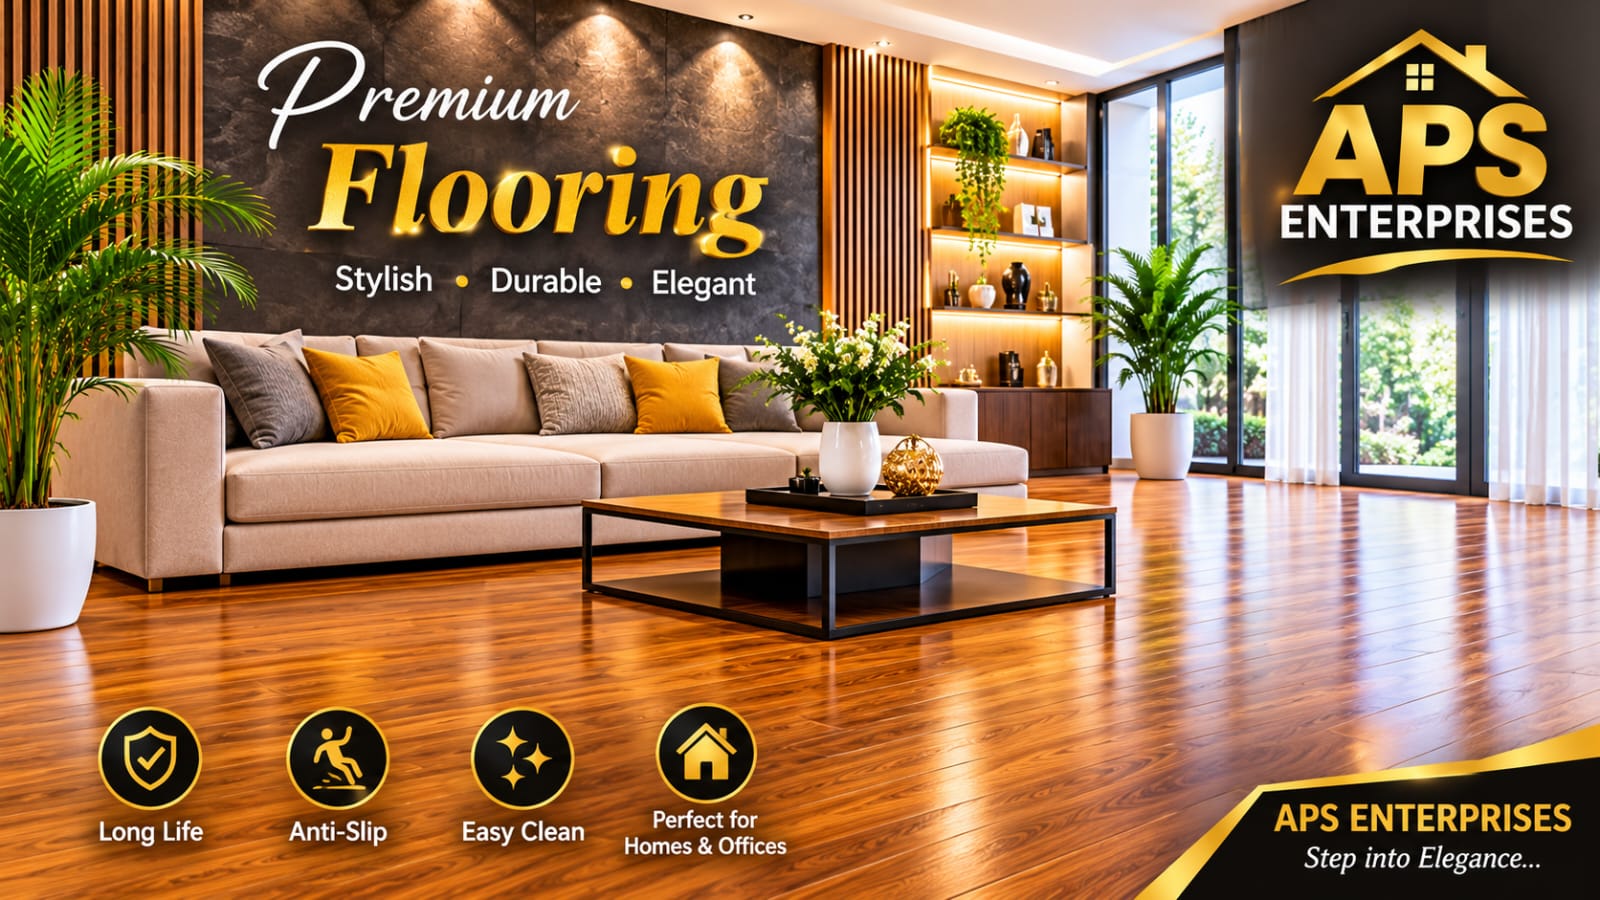 Premium
Flooring
Stylish • Durable • Elegant
APS
ENTERPRISES
Long Life
Anti-Slip
Easy Clean
Perfect for
Homes & Offices
APS ENTERPRISES
Step into Elegance...